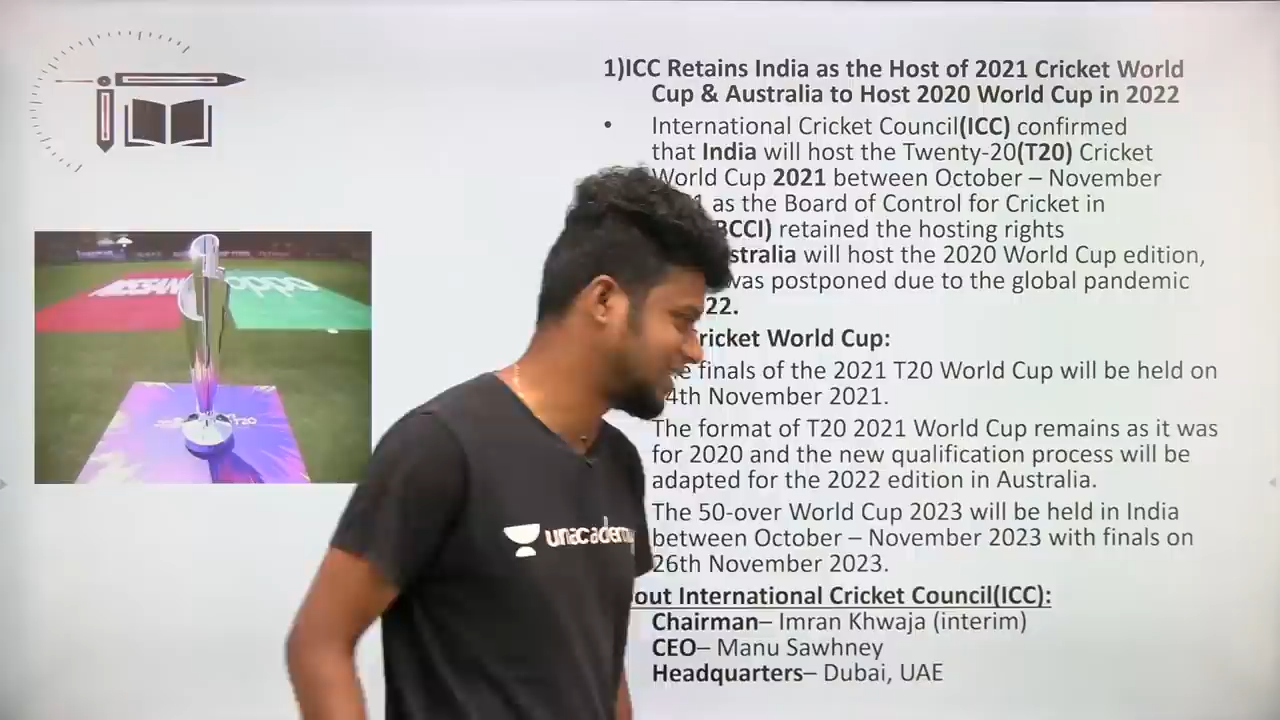 1)ICC Retains India as the Host of 2021 Cricket World
Cup & Australia to Host 2020 World Cup in 2022
• International Cricket Council(ICC) confirmed
that India will host the Twenty-20(T20) Cricket
World Cup 2021 between October – November
as the Board of Control for Cricket in
retained the hosting rights
will host the 2020 World Cup edition,
was postponed due to the global pandemic
Cup:
finals of the 2021 T20 World Cup will be held on
November 2021.
The format of T20 2021 World Cup remains as it was
for 2020 and the new qualification process will be
adapted for the 2022 edition in Australia.
The 50-over World Cup 2023 will be held in India
between October – November 2023 with finals on
26th November 2023.
International Cricket Council(ICC):
Chairman– Imran Khwaja (interim)
CEO– Manu Sawhney
Headquarters– Dubai, UAE
unacademy
NISSAN
oppo
T20